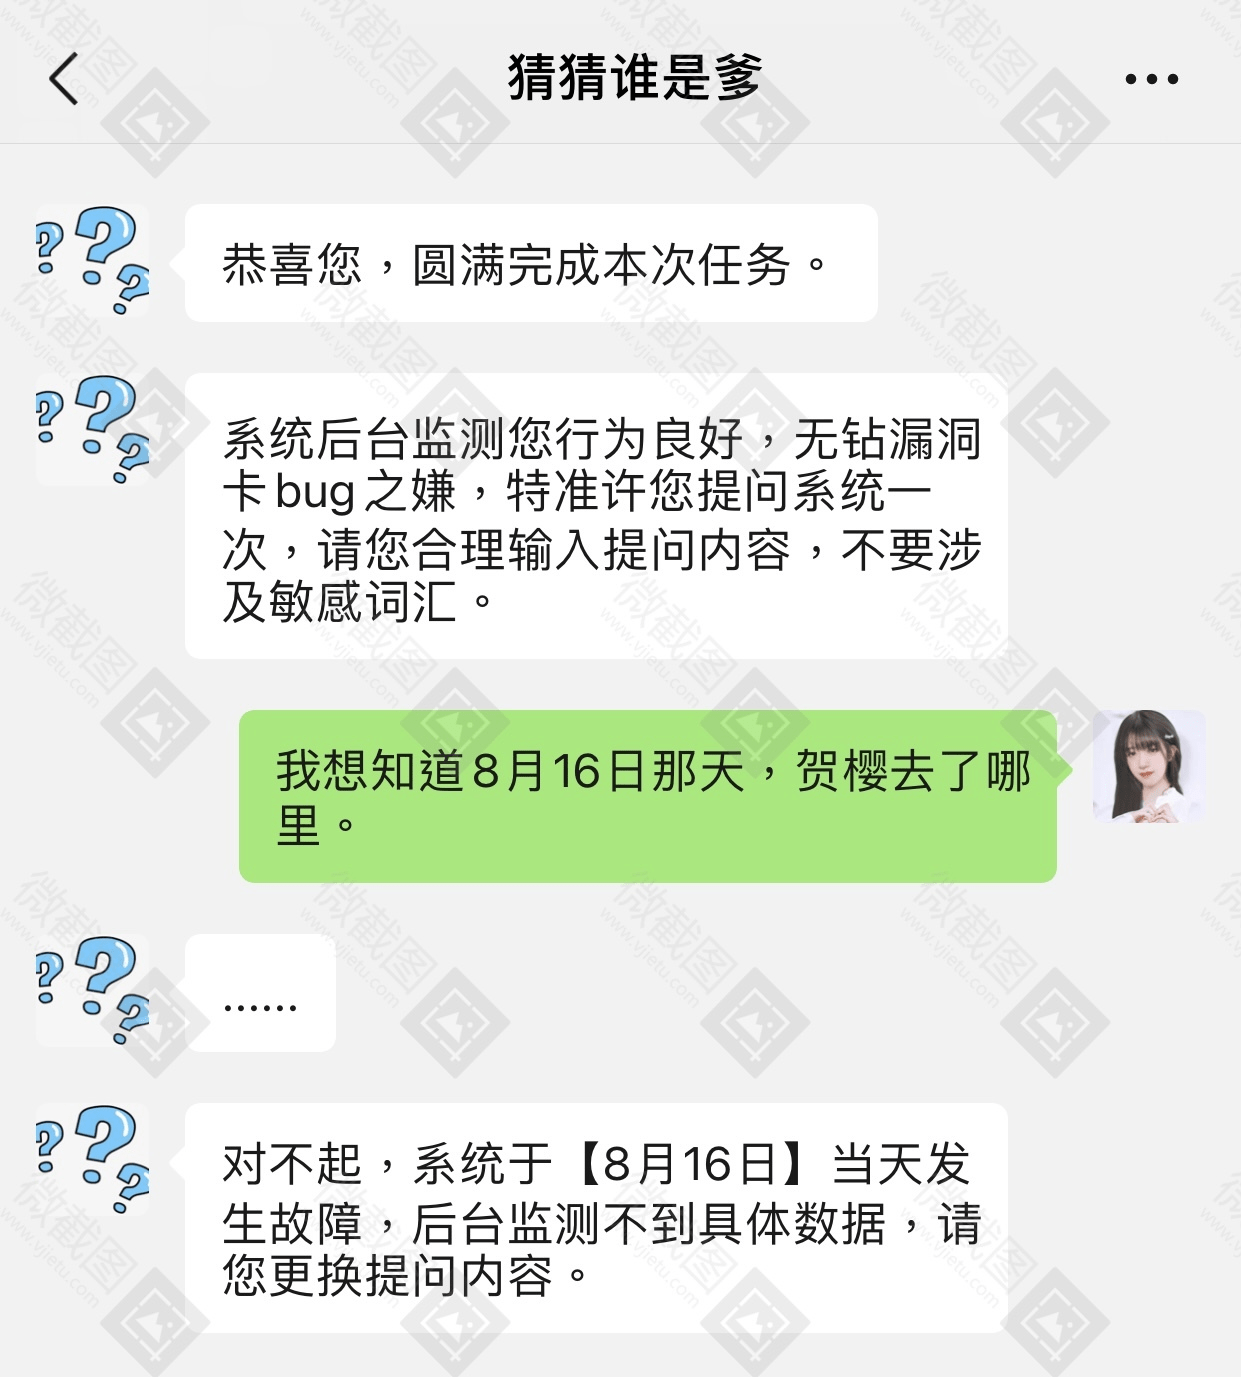 猜猜谁是爹
恭喜您，圆满完成本次任务。
系统后台监测您行为良好，无钻漏洞
卡bug之嫌，特准许您提问系统一
次，请您合理输入提问内容，不要涉
及敏感词汇。
我想知道8月16日那天，贺樱去了哪
里。
……
对不起，系统于【8月16日】当天发
生故障，后台监测不到具体数据，请
您更换提问内容。
微截图
www.vjietu.com